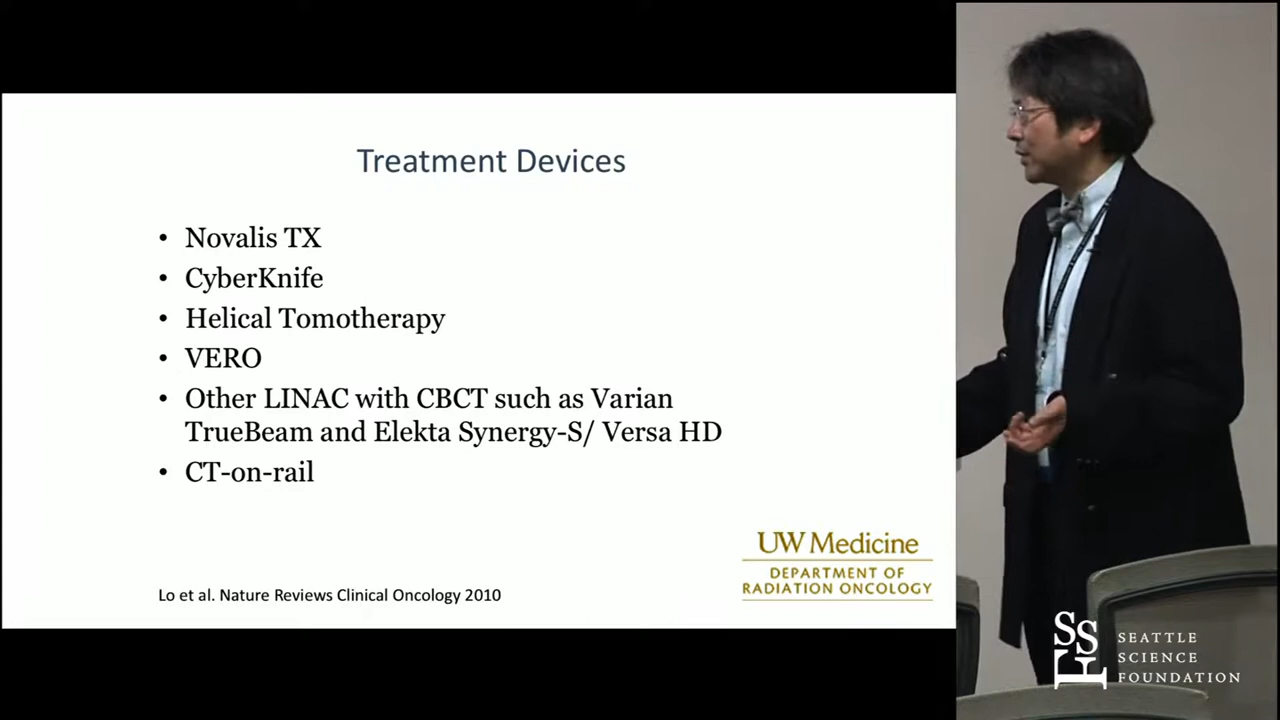 Treatment Devices
• Novalis TX
• CyberKnife
• Helical Tomotherapy
• VERO
• Other LINAC with CBCT such as Varian
TrueBeam and Elekta Synergy-S/ Versa HD
• CT-on-rail
UW Medicine
DEPARTMENT OF
RADIATION ONCOLOGY
Lo et al. Nature Reviews Clinical Oncology 2010
SSF
SEATTLE
SCIENCE
FOUNDATION